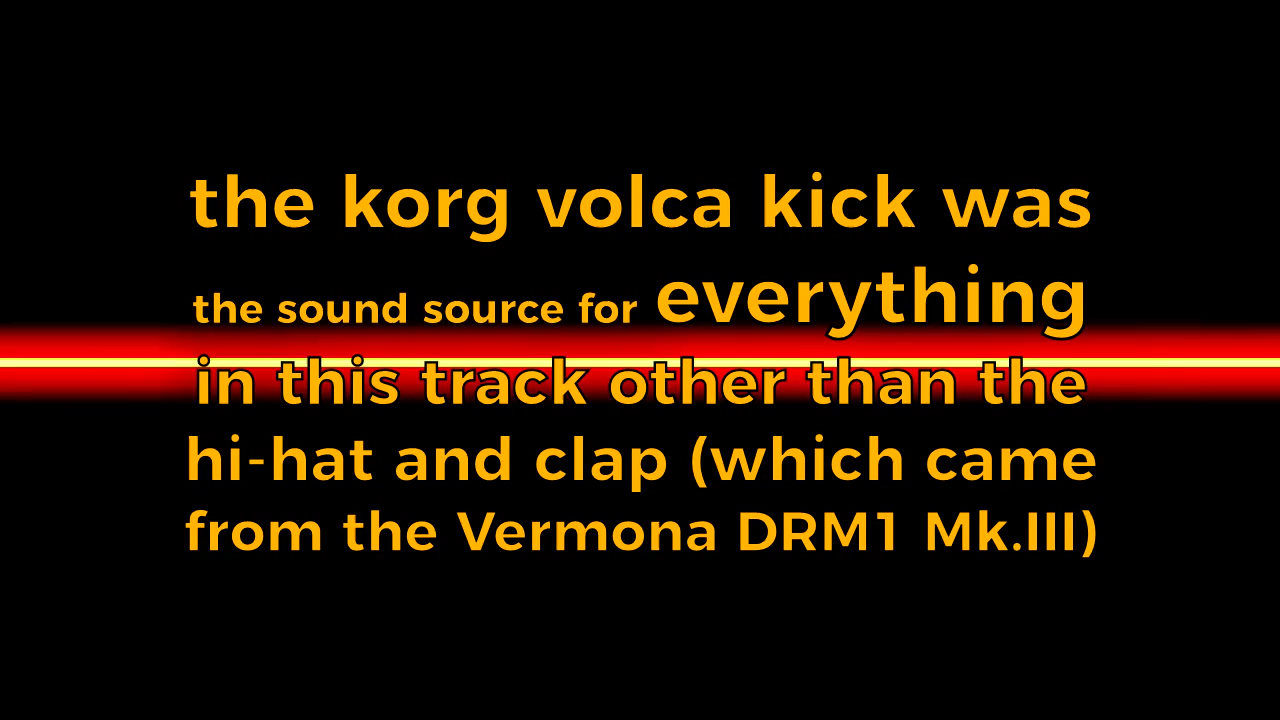 the korg volca kick was
the sound source for everything
in this track other than the
hi-hat and clap (which came
from the Vermona DRM1 Mk.III)